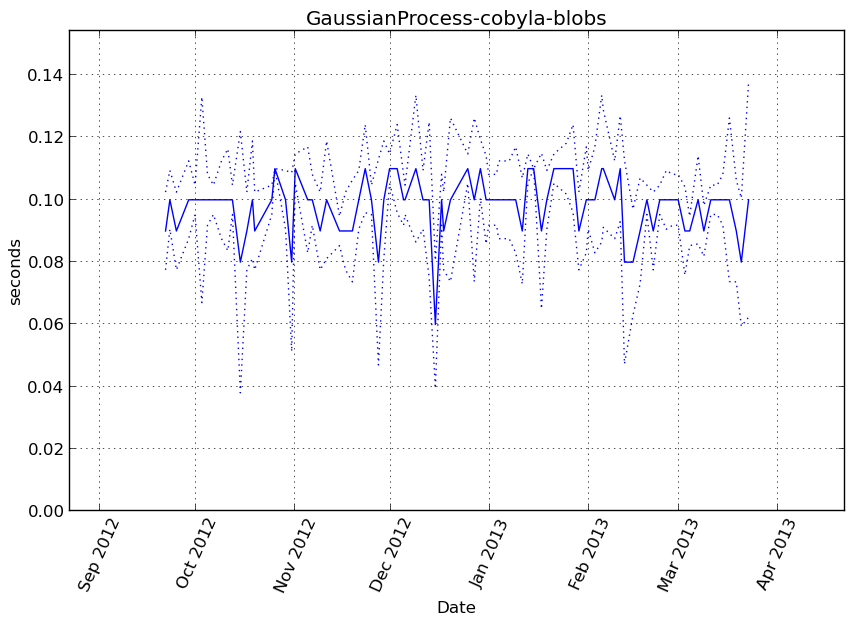 GaussianProcess-cobyla-blobs
0.14
0.12
0.10
0.08
0.06
0.04
0.02
0.00
seconds
Sep 2012
Oct 2012
Nov 2012
Dec 2012
Jan 2013
Feb 2013
Mar 2013
Apr 2013
Date